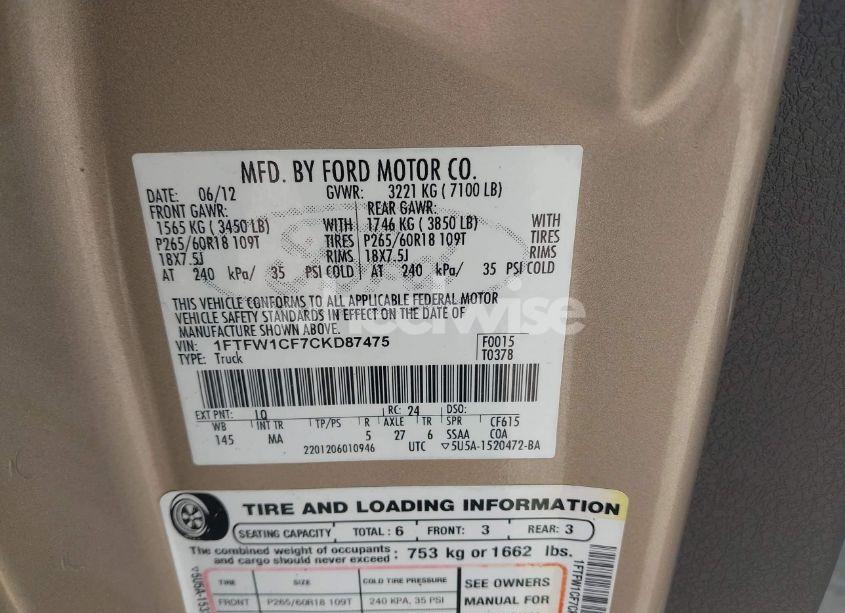 MFD. BY FORD MOTOR CO.
DATE: 06/12 GVWR: 3221 KG ( 7100 LB)
FRONT GAWR: REAR GAWR:
1565 KG ( 3450 LB) WITH 1746 KG ( 3850 LB) WITH
P265/60R18 109T TIRES P265/60R18 109T TIRES
18X7.5J RIMS 18X7.5J RIMS
AT 240 kPa/ 35 PSI COLD AT 240 kPa/ 35 PSI COLD
THIS VEHICLE CONFORMS TO ALL APPLICABLE FEDERAL MOTOR
VEHICLE SAFETY STANDARDS IN EFFECT ON THE DATE OF
MANUFACTURE SHOWN ABOVE.
VIN: 1FTFW1CF7CKD87475 F0015
TYPE: Truck T0378
EXT PNT: LQ RC: 24 DSO:
WB INT TR TP/PS R AXLE TR SPR CF615
145 MA 5 27 6 SSAA COA
2201206010946 UTC ▽5U5A-1520472-BA
TIRE AND LOADING INFORMATION
SEATING CAPACITY TOTAL: 6 FRONT: 3 REAR: 3
The combined weight of occupants and cargo should never exceed : 753 kg or 1662 lbs.
TIRE SIZE COLD TIRE PRESSURE SEE OWNERS
FRONT P265/60R18 109T 240 KPA, 35 PSI MANUAL FOR